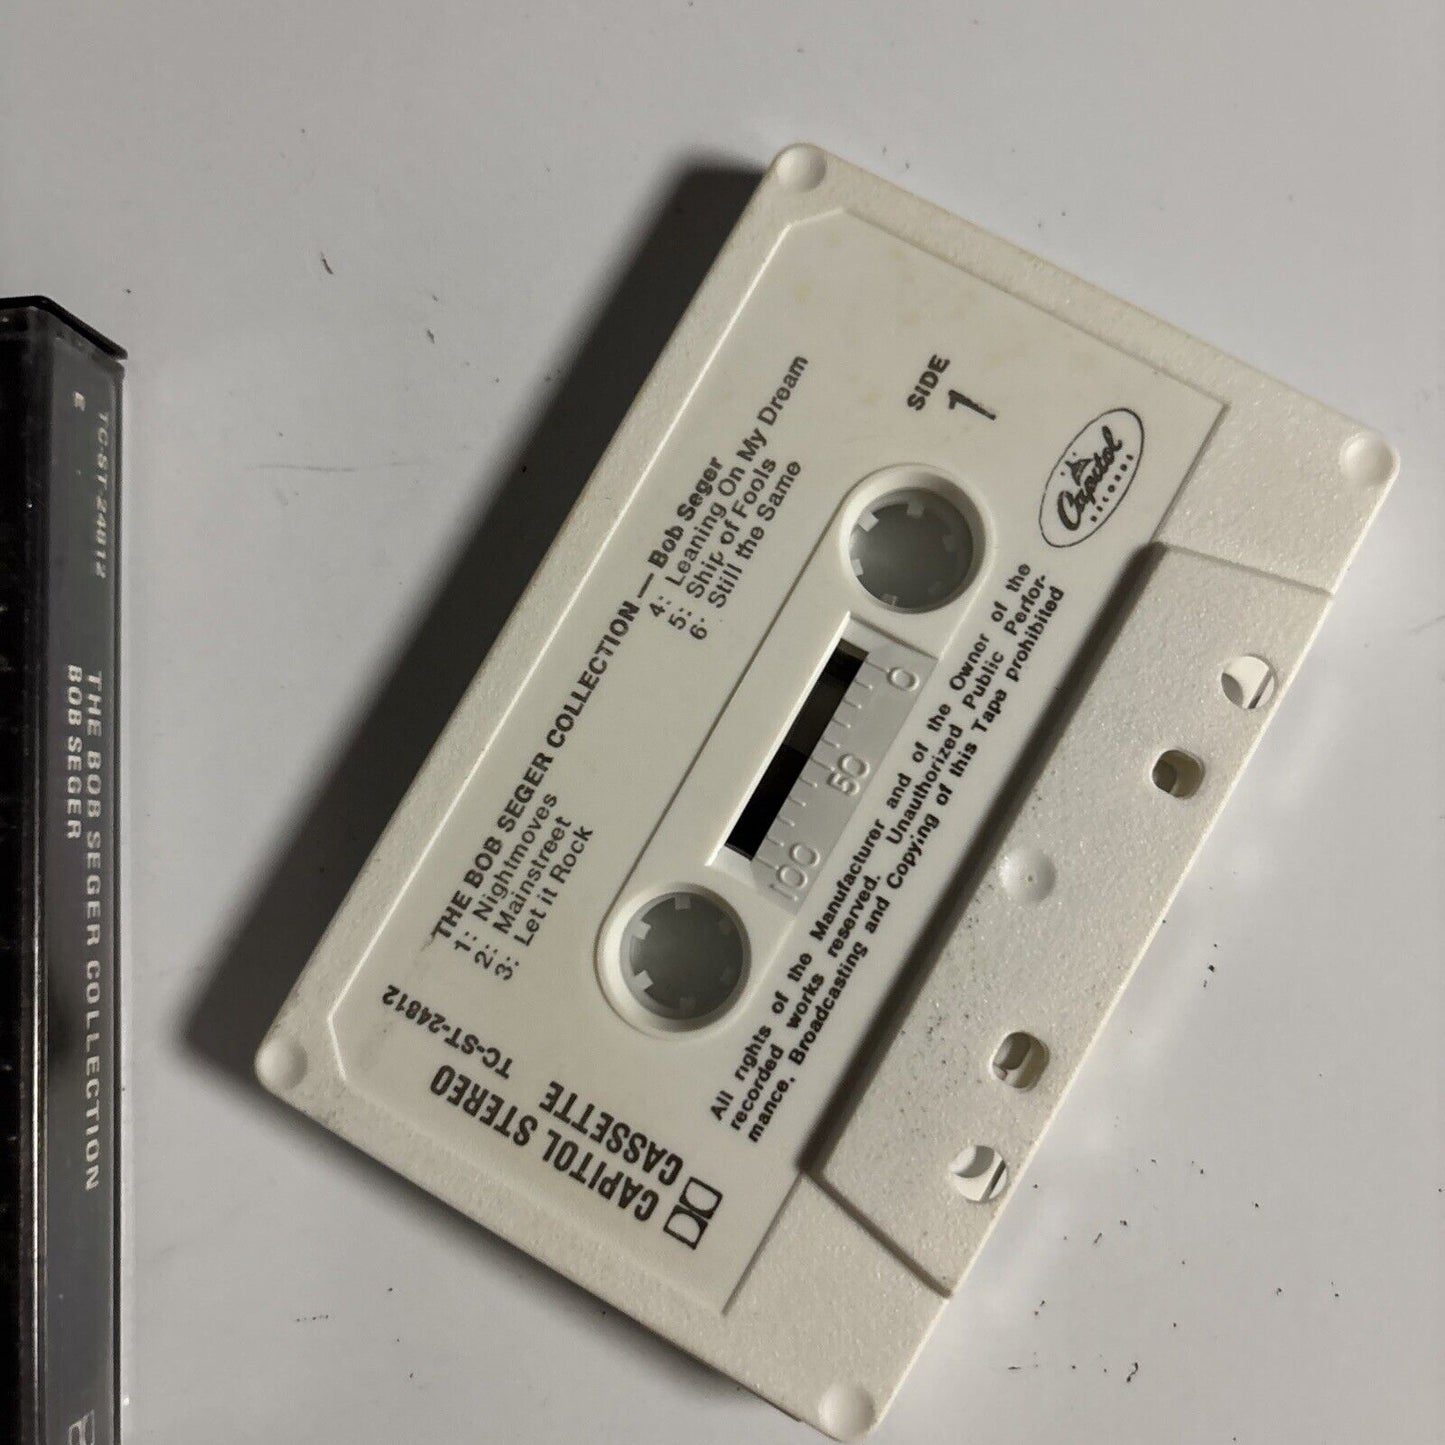 THE BOB SEGER COLLECTION — Bob Seger
1: Nightmoves
2: Mainstreet
3: Let it Rock
4: Leaning On My Dream
5: Ship of Fools
6. Still the Same
SIDE
1
Capitol
RECORDS
0
50
100
All rights of the Manufacturer and of the Owner of the
recorded works reserved. Unauthorized Public Perfor-
mance, Broadcasting and Copying of this Tape prohibited
CAPITOL STEREO
CASSETTE
TC-ST-24812
TC-ST-24812
E
THE BOB SEGER COLLECTION
BOB SEGER